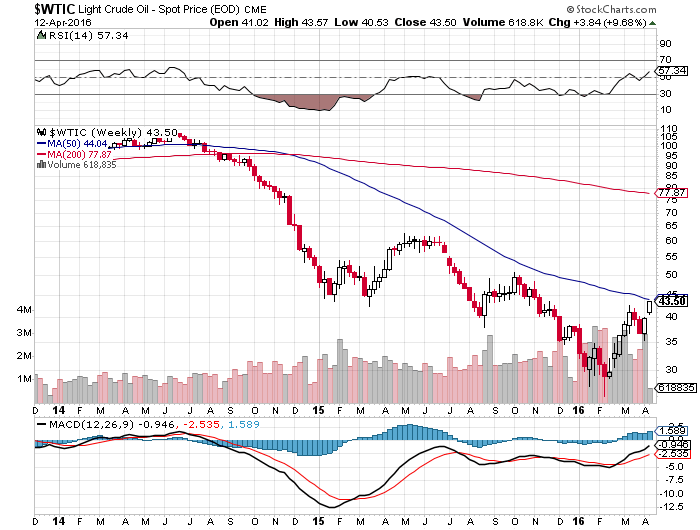 $WTIC Light Crude Oil - Spot Price (EOD) CME © StockCharts.com
12-Apr-2016 Open 41.02 High 43.57 Low 40.53 Close 43.50 Volume 618.8K Chg +3.84 (+9.68%)
RSI(14) 57.34
90
70
57.34
50
30
10
$WTIC (Weekly) 43.50
MA(50) 44.04
MA(200) 77.87
Volume 618,835
110
105
100
95
90
85
80
77.87
75
70
65
60
55
50
45
43.50
40
35
30
618835
4M
3M
2M
1M
D 14 F M A M J J A S O N D 15 F M A M J J A S O N D 16 F M A
MACD(12,26,9) -0.946, -2.535, 1.589
2.5
1.589
-0.946
-2.535
-5.0
-7.5
-10.0
-12.5
D 14 F M A M J J A S O N D 15 F M A M J J A S O N D 16 F M A